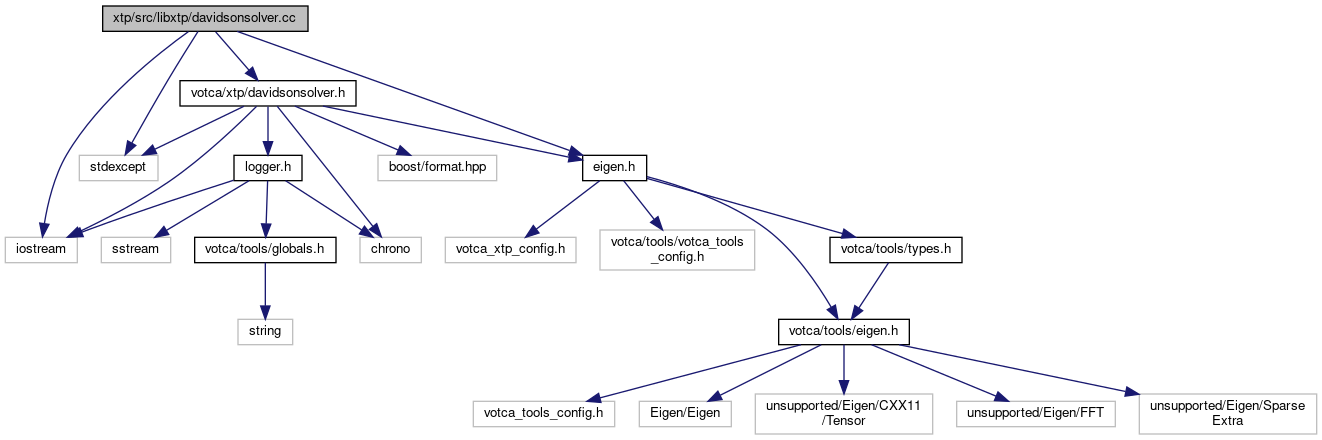 xtp/src/libxtp/davidsonsolver.cc
votca/xtp/davidsonsolver.h
stdexcept
logger.h
boost/format.hpp
eigen.h
iostream
sstream
votca/tools/globals.h
chrono
votca_xtp_config.h
votca/tools/votca_tools
_config.h
votca/tools/types.h
string
votca/tools/eigen.h
votca_tools_config.h
Eigen/Eigen
unsupported/Eigen/CXX11
/Tensor
unsupported/Eigen/FFT
unsupported/Eigen/Sparse
Extra